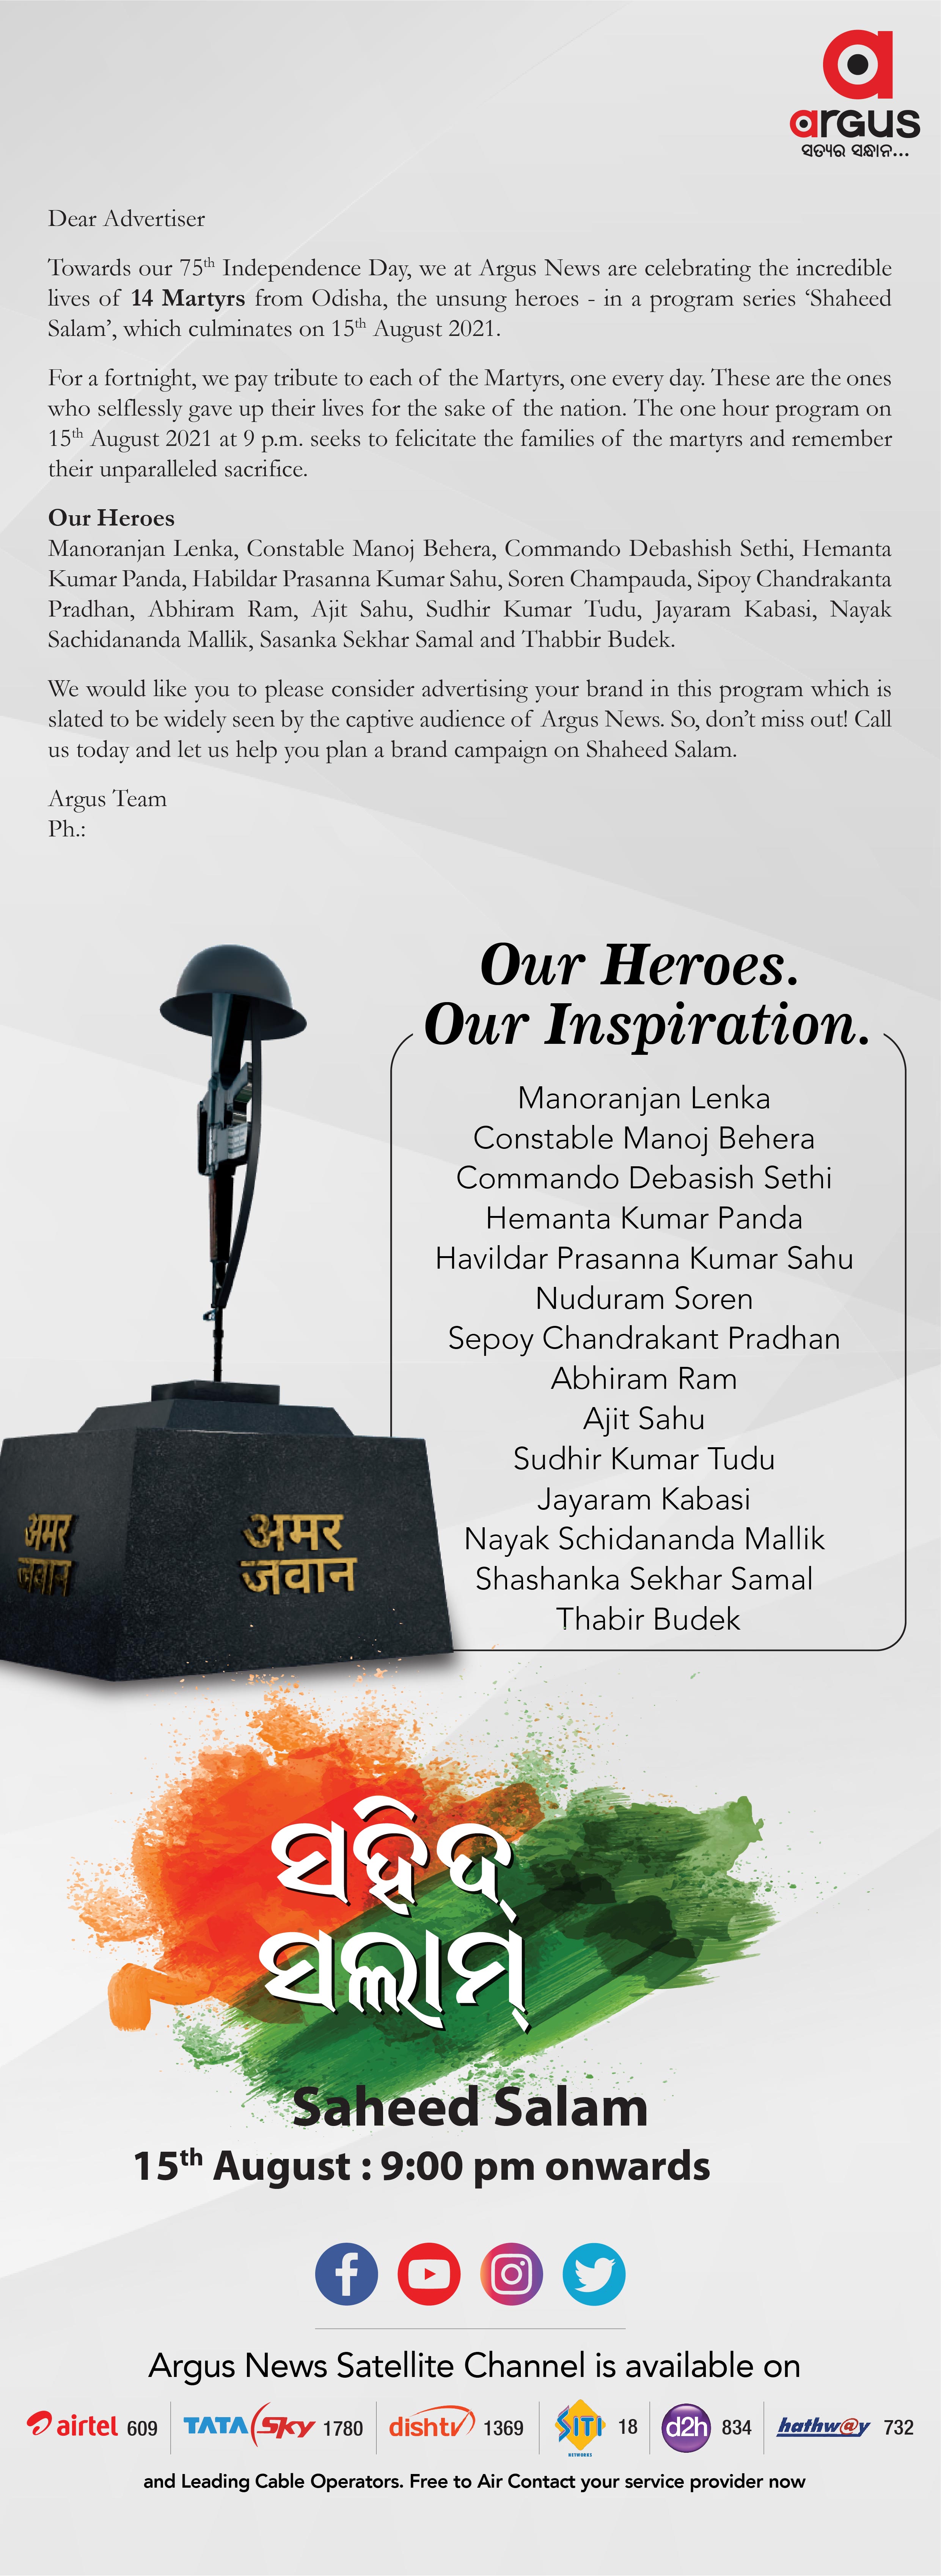 a
argus
ସତ୍ୟର ସନ୍ଧାନ...
Dear Advertiser
Towards our 75th Independence Day, we at Argus News are celebrating the incredible
lives of 14 Martyrs from Odisha, the unsung heroes - in a program series ‘Shaheed
Salam’, which culminates on 15th August 2021.
For a fortnight, we pay tribute to each of the Martyrs, one every day. These are the ones
who selflessly gave up their lives for the sake of the nation. The one hour program on
15th August 2021 at 9 p.m. seeks to felicitate the families of the martyrs and remember
their unparalleled sacrifice.
Our Heroes
Manoranjan Lenka, Constable Manoj Behera, Commando Debashish Sethi, Hemanta
Kumar Panda, Habildar Prasanna Kumar Sahu, Soren Champauda, Sipoy Chandrakanta
Pradhan, Abhiram Ram, Ajit Sahu, Sudhir Kumar Tudu, Jayaram Kabasi, Nayak
Sachidananda Mallik, Sasanka Sekhar Samal and Thabbir Budek.
We would like you to please consider advertising your brand in this program which is
slated to be widely seen by the captive audience of Argus News. So, don’t miss out! Call
us today and let us help you plan a brand campaign on Shaheed Salam.
Argus Team
Ph.:
Our Heroes.
Our Inspiration.
Manoranjan Lenka
Constable Manoj Behera
Commando Debasish Sethi
Hemanta Kumar Panda
Havildar Prasanna Kumar Sahu
Nuduram Soren
Sepoy Chandrakant Pradhan
Abhiram Ram
Ajit Sahu
Sudhir Kumar Tudu
Jayaram Kabasi
Nayak Schidananda Mallik
Shashanka Sekhar Samal
Thabir Budek
अमर
जवान
अमर
जवान
ସହିଦ୍
ସଲାମ୍
Saheed Salam
15th August : 9:00 pm onwards
Argus News Satellite Channel is available on
airtel 609 TATA Sky 1780 dishtv 1369 SITI NETWORKS 18 d2h 834 hathw@y 732
and Leading Cable Operators. Free to Air Contact your service provider now